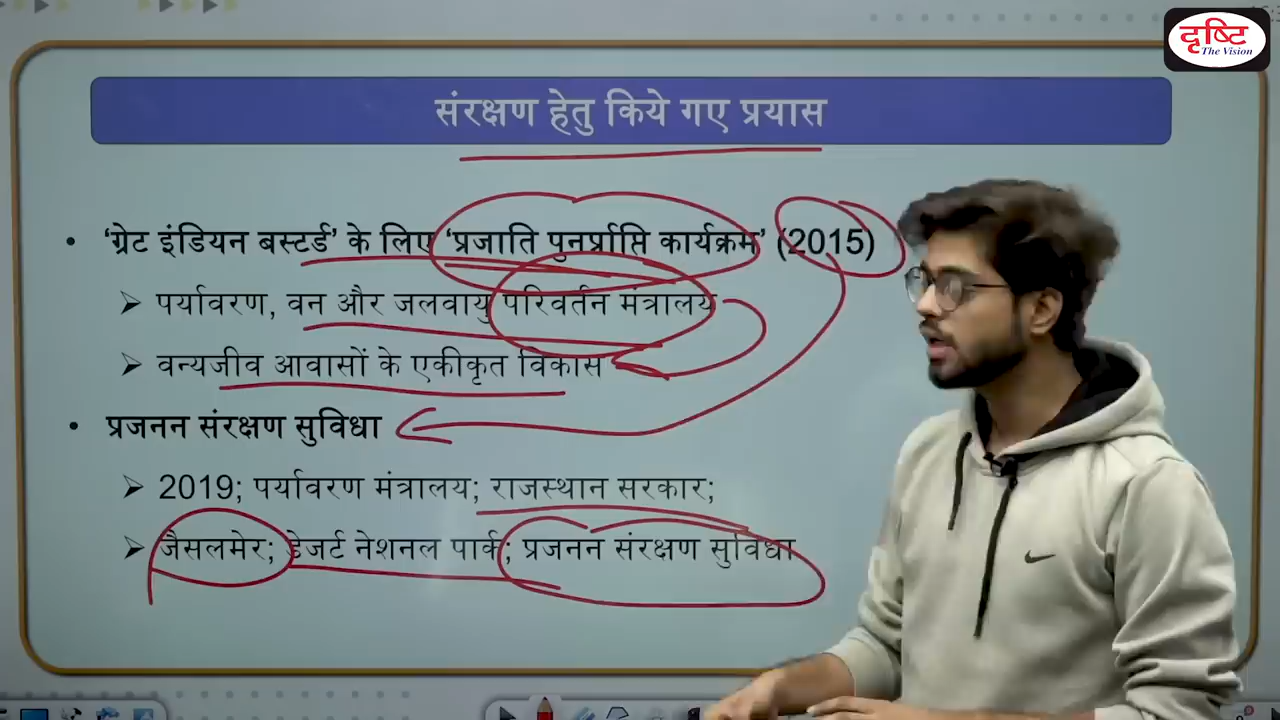 दृष्टि
The Vision
संरक्षण हेतु किये गए प्रयास
• ‘ग्रेट इंडियन बस्टर्ड’ के लिए ‘प्रजाति पुनर्प्राप्ति कार्यक्रम’ (2015)
➢ पर्यावरण, वन और जलवायु परिवर्तन मंत्रालय
➢ वन्यजीव आवासों के एकीकृत विकास
• प्रजनन संरक्षण सुविधा
➢ 2019; पर्यावरण मंत्रालय; राजस्थान सरकार;
➢ जैसलमेर; डेजर्ट नेशनल पार्क; प्रजनन संरक्षण सुविधा